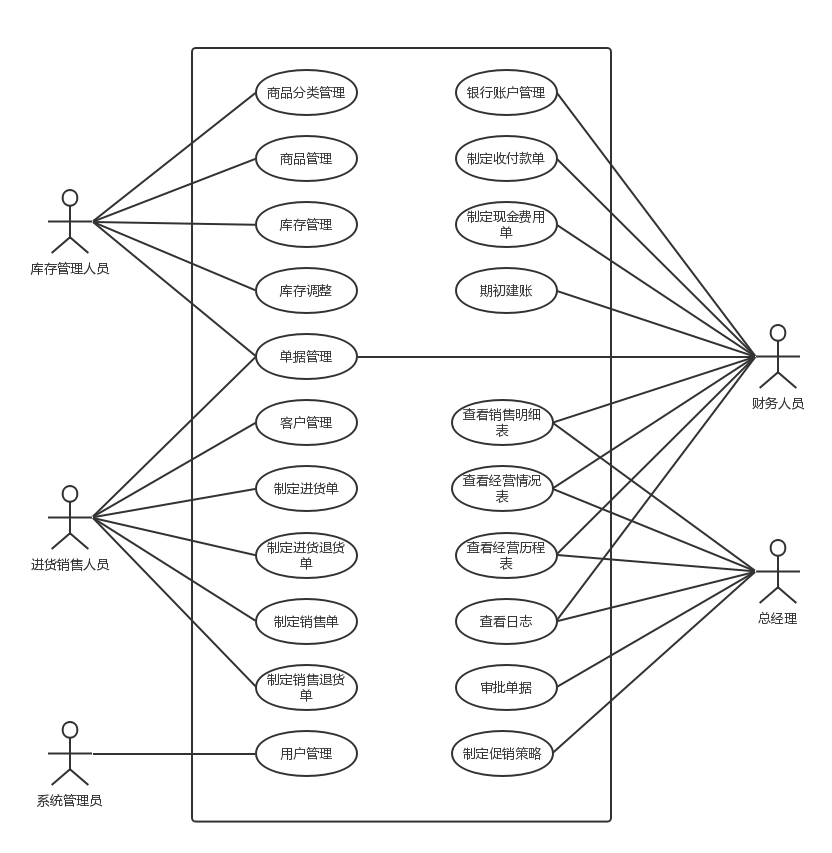 商品分类管理
银行账户管理
商品管理
制定收付款单
库存管理人员
库存管理
制定现金费用
单
库存调整
期初建账
单据管理
财务人员
客户管理
查看销售明细
表
制定进货单
查看经营情况
表
进货销售人员
制定进货退货
单
查看经营历程
表
制定销售单
查看日志
总经理
制定销售退货
单
审批单据
用户管理
制定促销策略
系统管理员